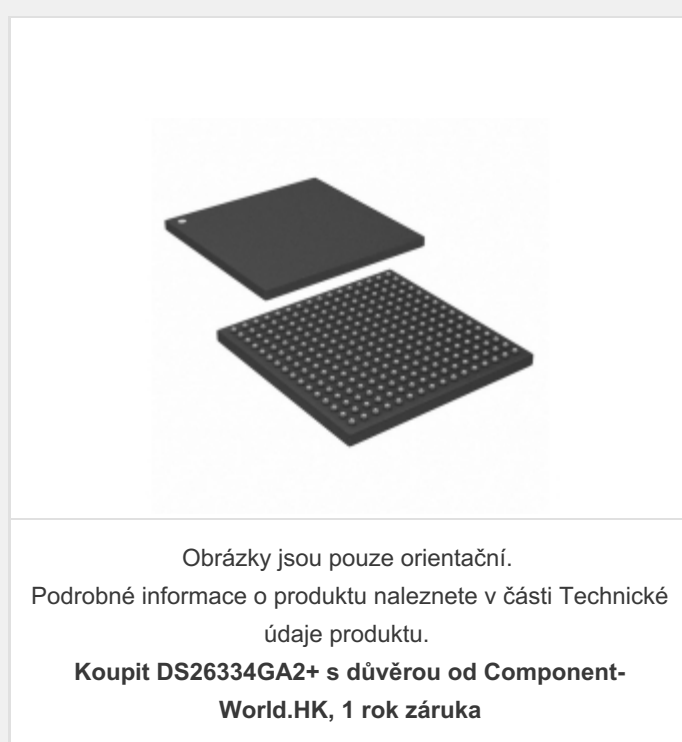 Obrázky jsou pouze orientační.
Podrobné informace o produktu naleznete v části Technické
údaje produktu.
Koupit DS26334GA2+ s důvěrou od Component-
World.HK, 1 rok záruka